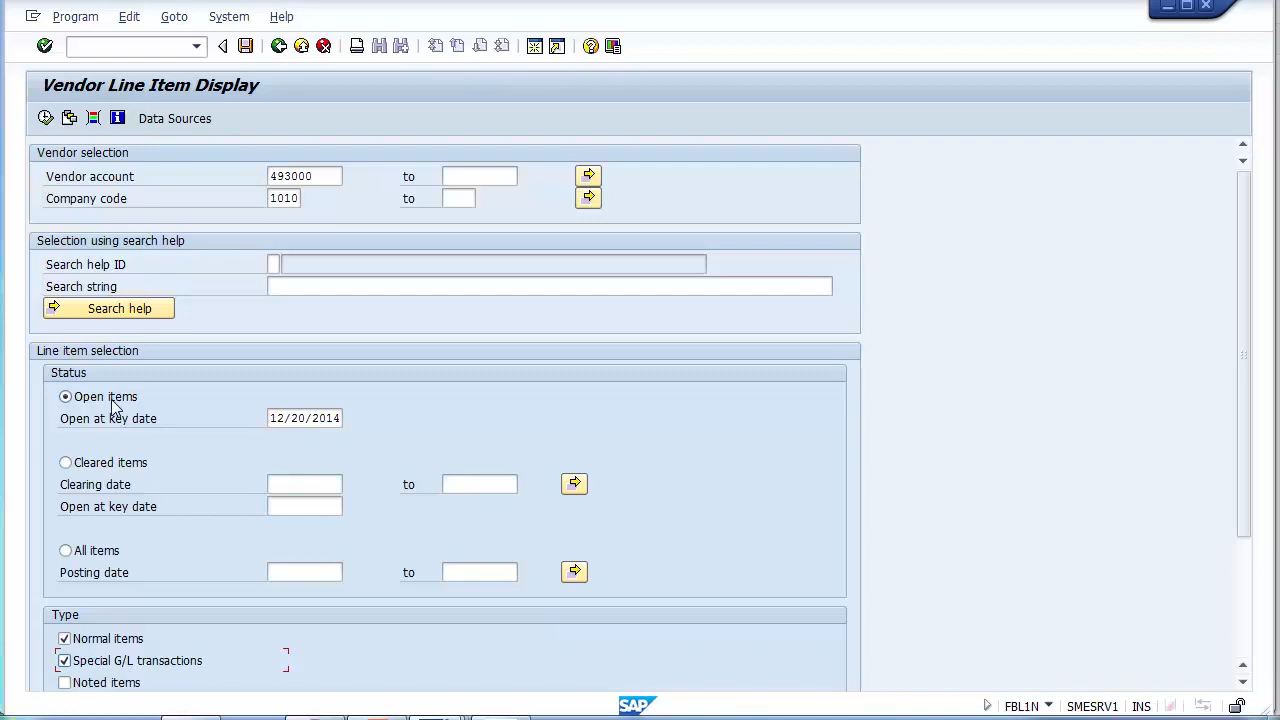 Program Edit Goto System Help
Vendor Line Item Display
Data Sources
Vendor selection
Vendor account 493000 to
Company code 1010 to
Selection using search help
Search help ID
Search string
Search help
Line item selection
Status
Open items
Open at key date 12/20/2014
Cleared items
Clearing date to
Open at key date
All items
Posting date to
Type
Normal items
Special G/L transactions
Noted items
SAP FBL1N SMESRV1 INS